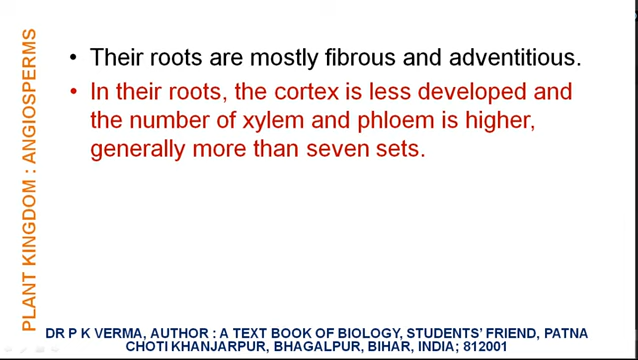 PLANT KINGDOM : ANGIOSPERMS
• Their roots are mostly fibrous and adventitious.
• In their roots, the cortex is less developed and
the number of xylem and phloem is higher,
generally more than seven sets.
DR P K VERMA, AUTHOR : A TEXT BOOK OF BIOLOGY, STUDENTS' FRIEND, PATNA
CHOTI KHANJARPUR, BHAGALPUR, BIHAR, INDIA; 812001